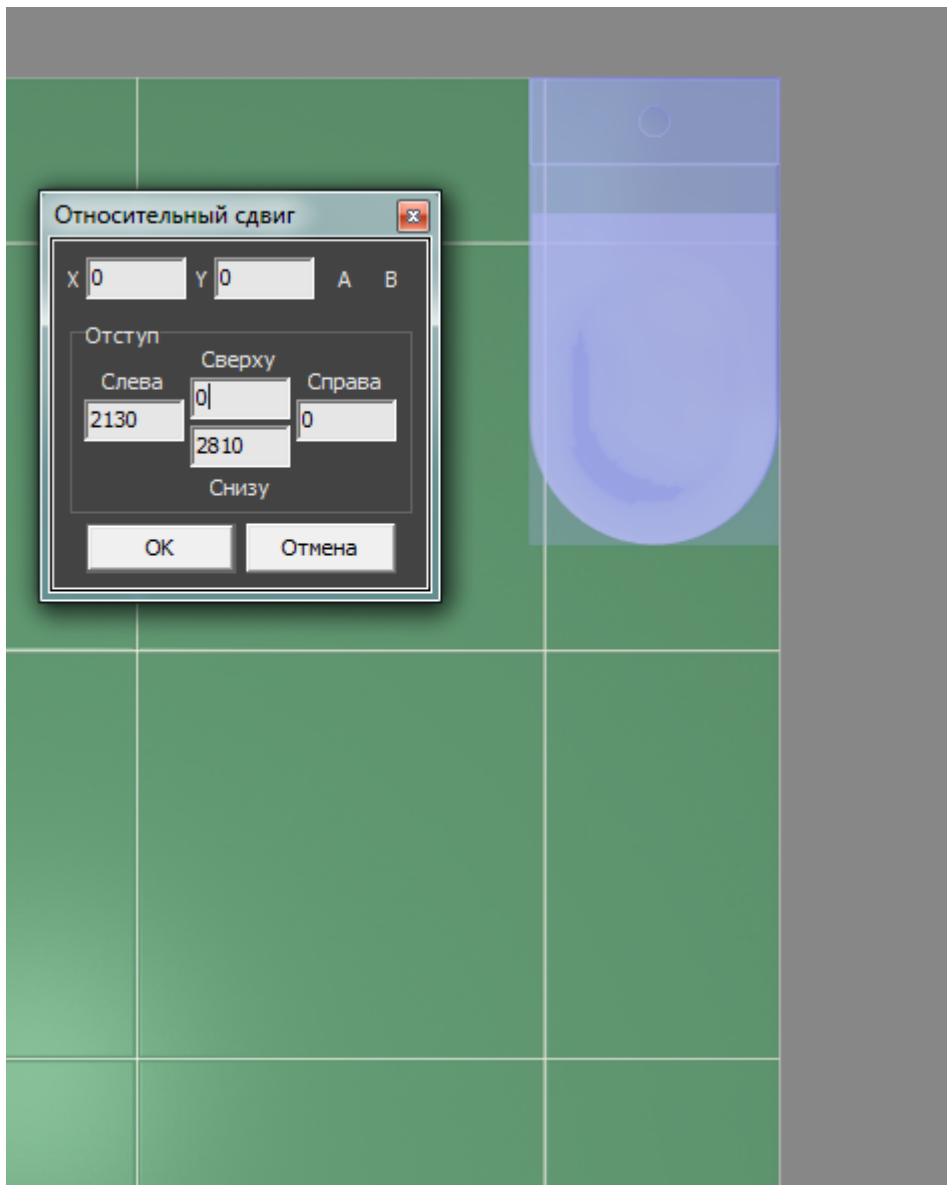 Относительный сдвиг
X 0 Y 0 A B
Отступ
Сверху
Слева 0 Справа
2130 2810 0
Снизу
OK Отмена